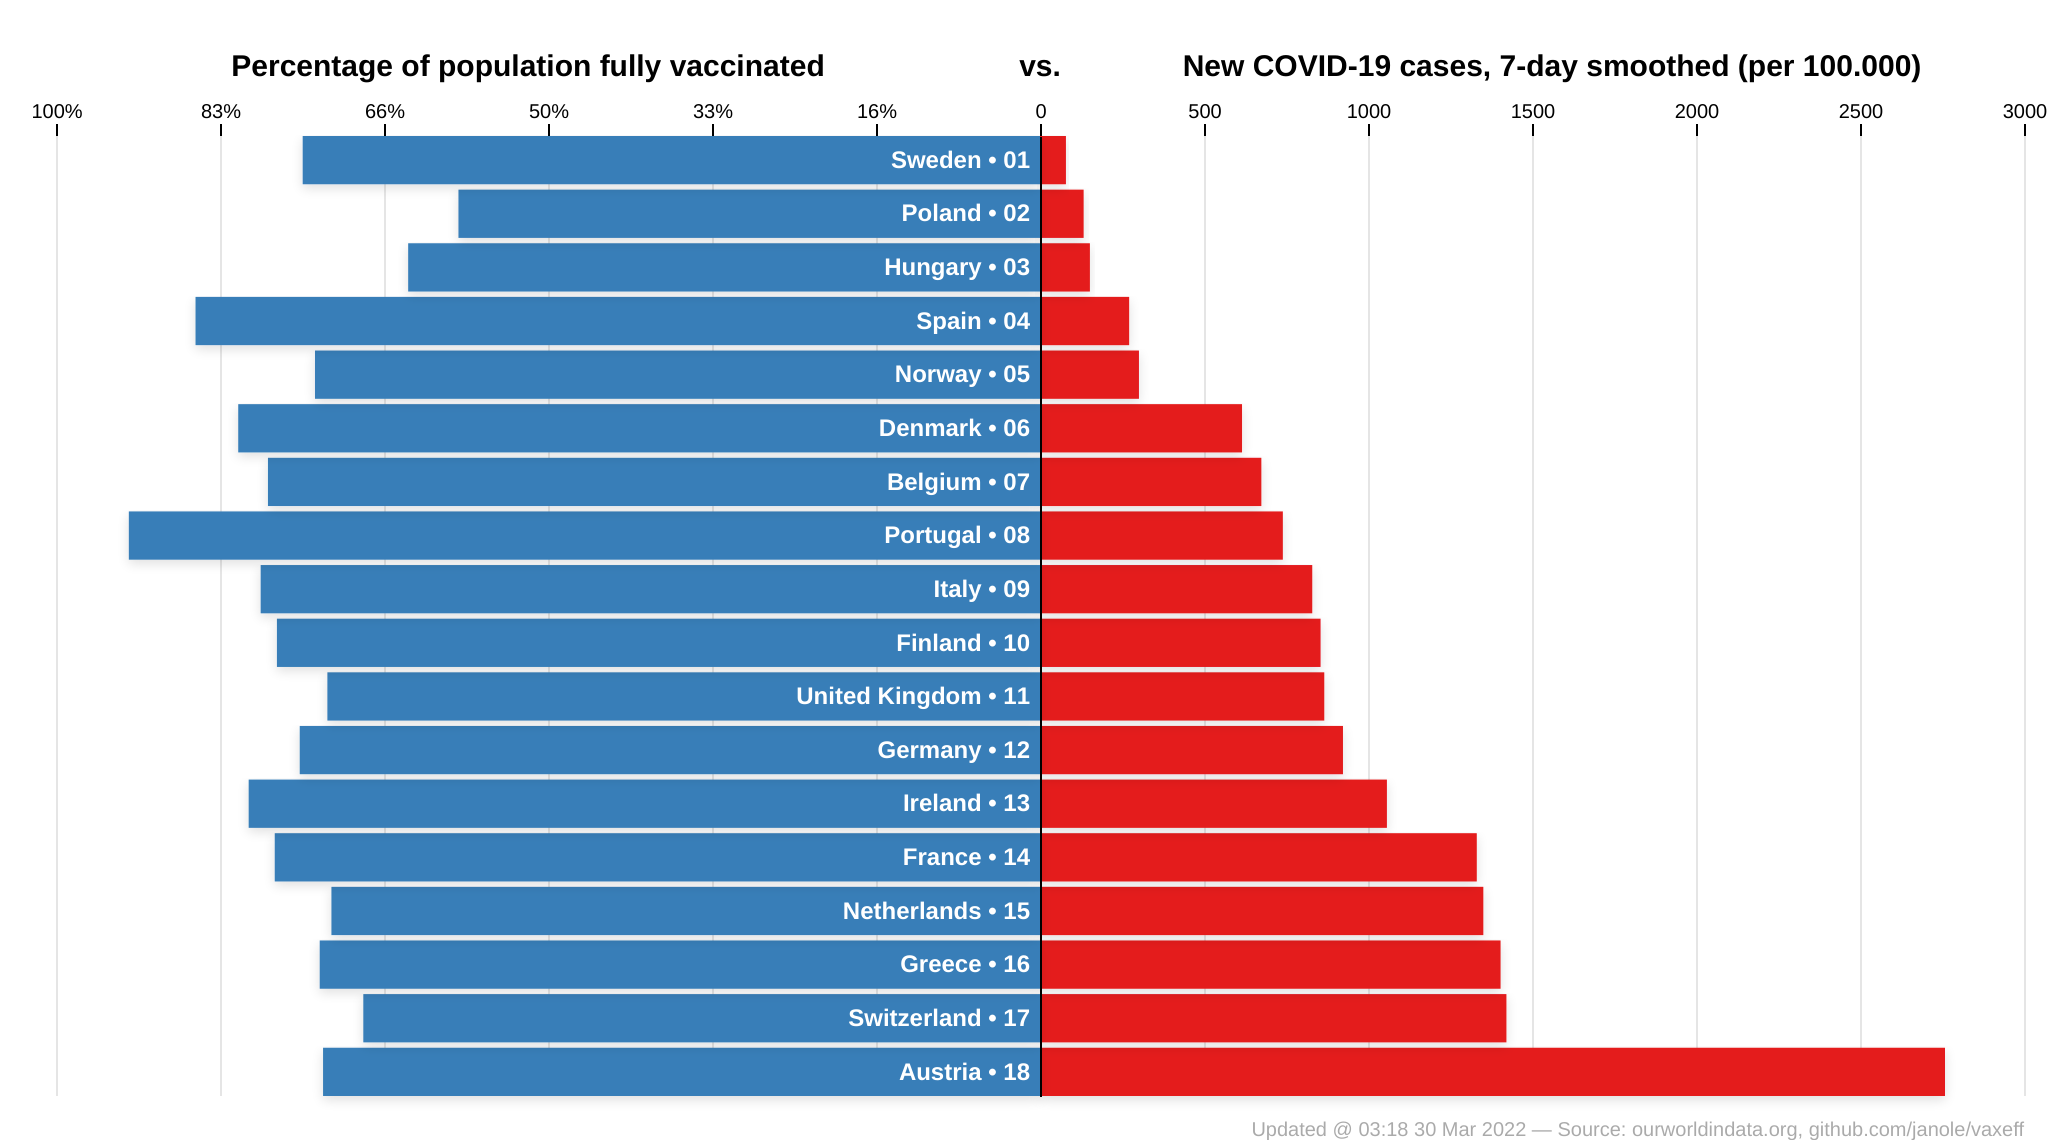 Percentage of population fully vaccinated vs. New COVID-19 cases, 7-day smoothed (per 100.000)
100% 83% 66% 50% 33% 16% 0 500 1000 1500 2000 2500 3000
Sweden • 01
Poland • 02
Hungary • 03
Spain • 04
Norway • 05
Denmark • 06
Belgium • 07
Portugal • 08
Italy • 09
Finland • 10
United Kingdom • 11
Germany • 12
Ireland • 13
France • 14
Netherlands • 15
Greece • 16
Switzerland • 17
Austria • 18
Updated @ 03:18 30 Mar 2022 — Source: ourworldindata.org, github.com/janole/vaxeff